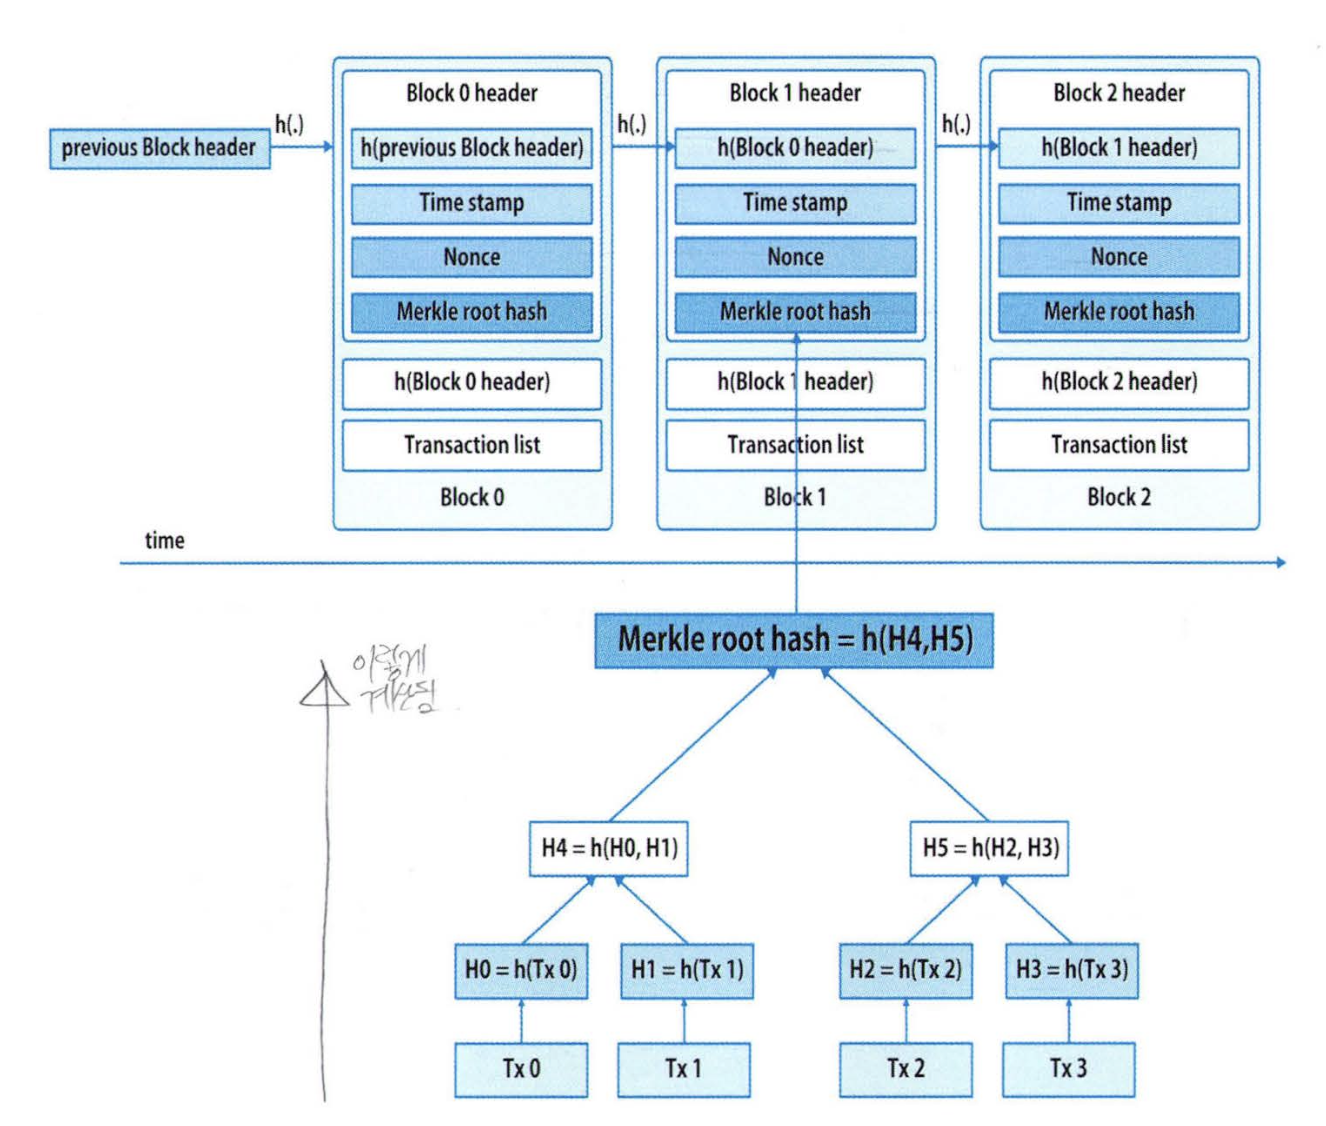 Block 0 header
Block 1 header
Block 2 header
h(.)
h(.)
h(.)
previous Block header
h(previous Block header)
h(Block 0 header)
h(Block 1 header)
Time stamp
Time stamp
Time stamp
Nonce
Nonce
Nonce
Merkle root hash
Merkle root hash
Merkle root hash
h(Block 0 header)
h(Block 1 header)
h(Block 2 header)
Transaction list
Transaction list
Transaction list
Block 0
Block 1
Block 2
time
Merkle root hash = h(H4,H5)
이렇게
계산됨
H4 = h(H0, H1)
H5 = h(H2, H3)
H0 = h(Tx 0)
H1 = h(Tx 1)
H2 = h(Tx 2)
H3 = h(Tx 3)
Tx 0
Tx 1
Tx 2
Tx 3